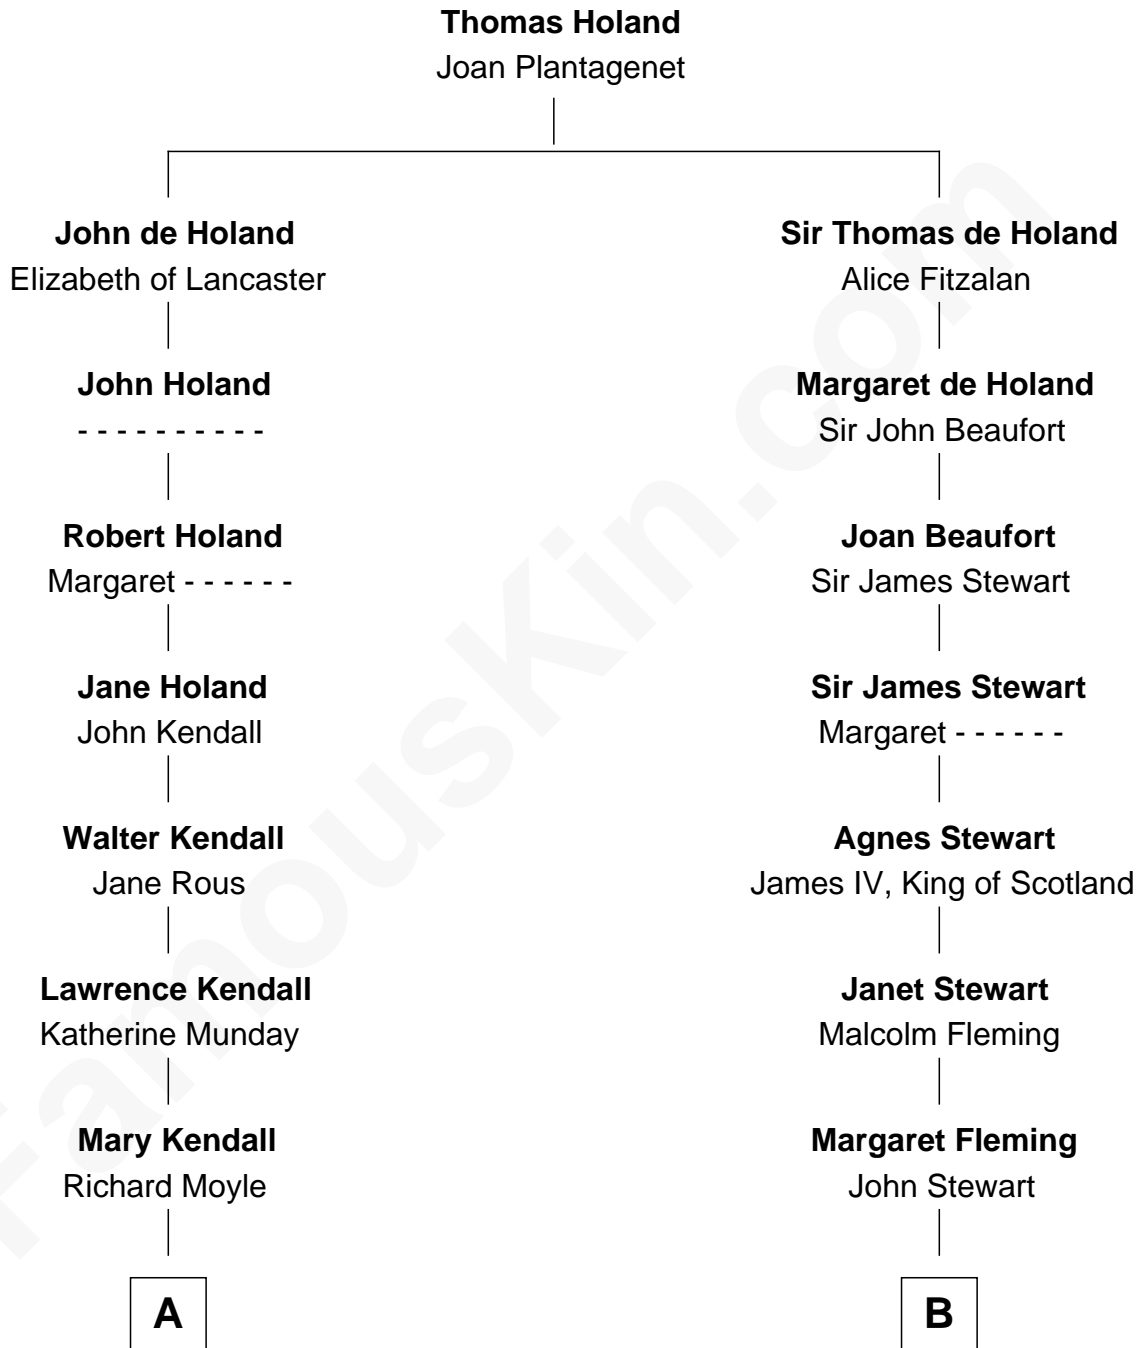 Thomas Holand
Joan Plantagenet
John de Holand
Elizabeth of Lancaster
John Holand
- - - - - - - - - -
Robert Holand
Margaret - - - - - -
Jane Holand
John Kendall
Walter Kendall
Jane Rous
Lawrence Kendall
Katherine Munday
Mary Kendall
Richard Moyle
A
Sir Thomas de Holand
Alice Fitzalan
Margaret de Holand
Sir John Beaufort
Joan Beaufort
Sir James Stewart
Sir James Stewart
Margaret - - - - - -
Agnes Stewart
James IV, King of Scotland
Janet Stewart
Malcolm Fleming
Margaret Fleming
John Stewart
B
FamousKin.com